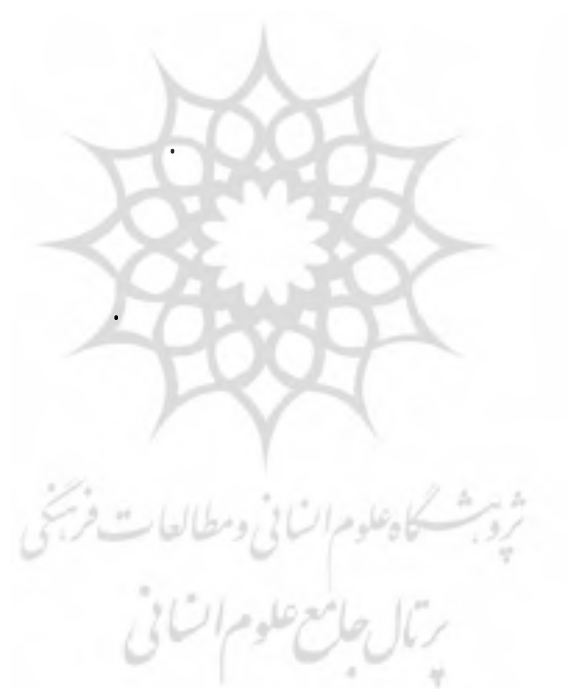 پژوهشگاه علوم انسانی و مطالعات فرهنگی
پرتال جامع علوم انسانی